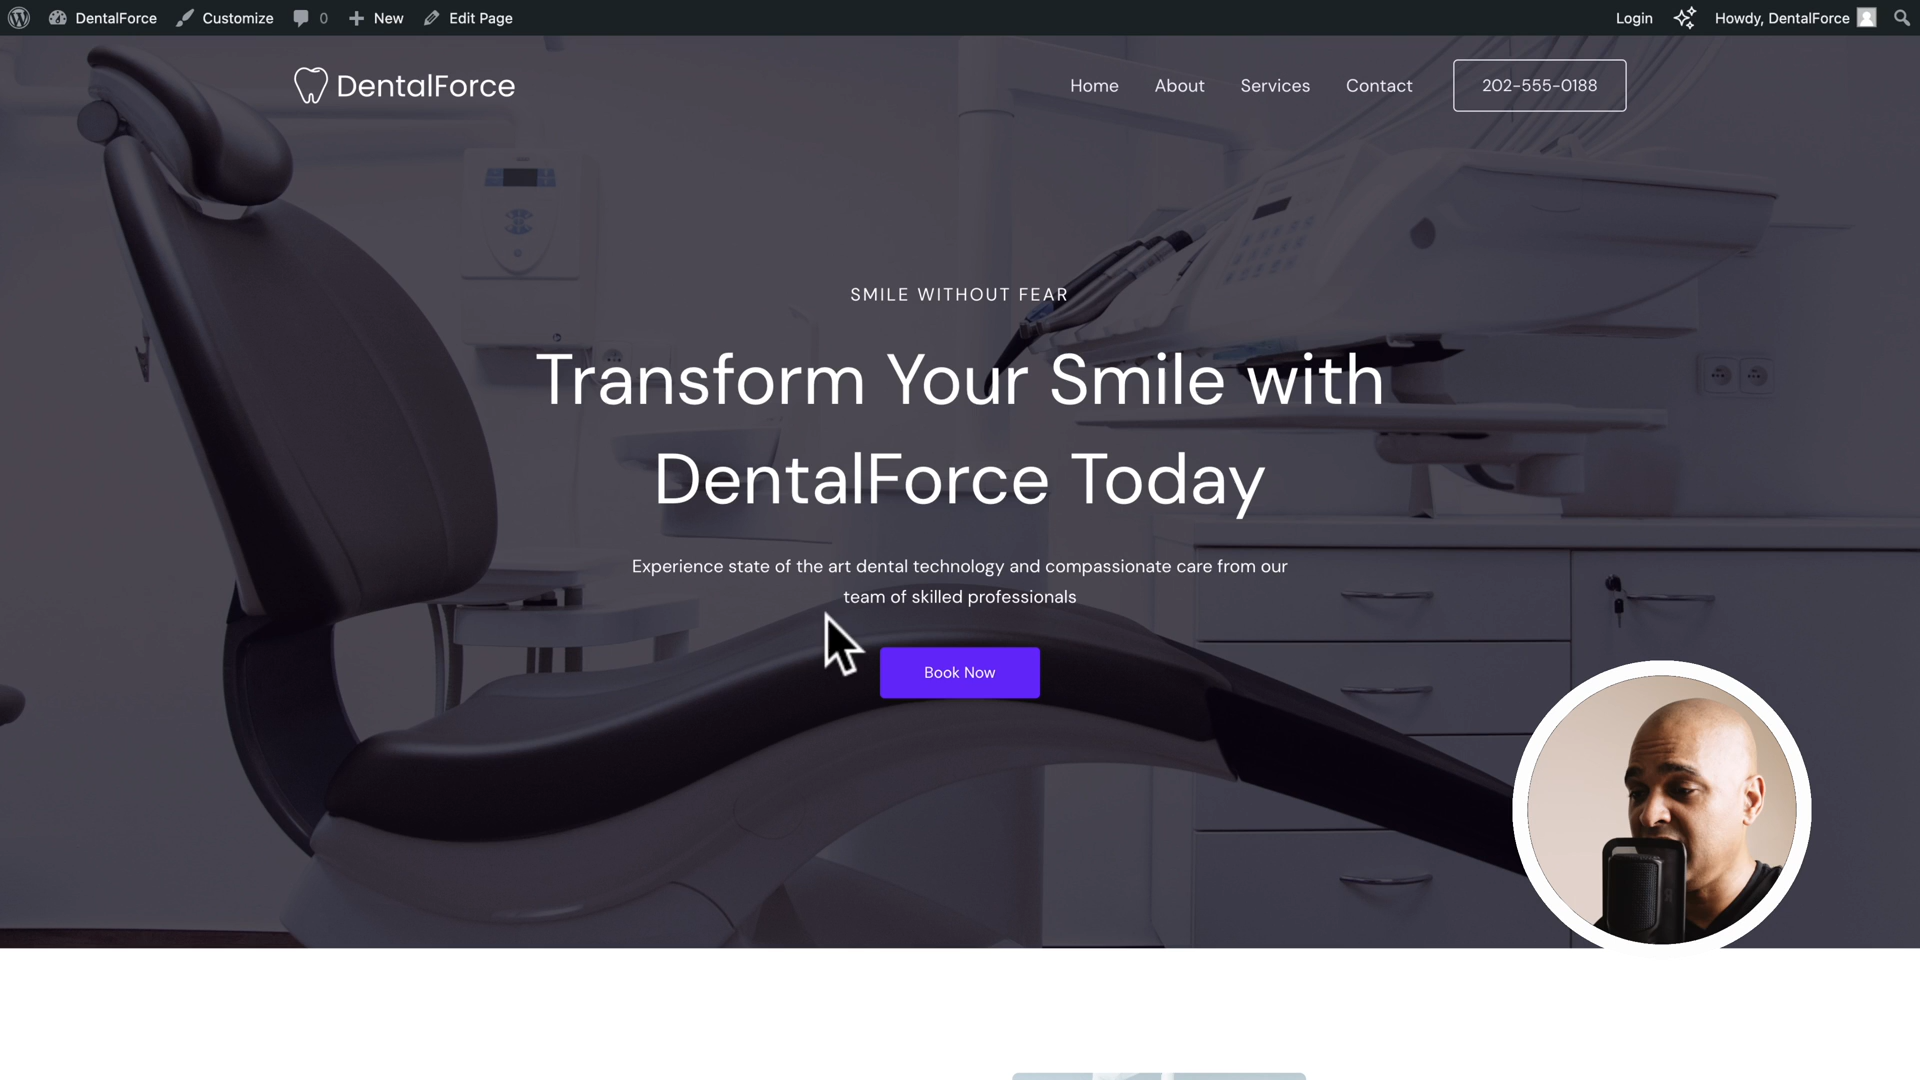 DentalForce
Customize
0
New
Edit Page
Login
Howdy, DentalForce
DentalForce
Home
About
Services
Contact
202-555-0188
SMILE WITHOUT FEAR
Transform Your Smile with
DentalForce Today
Experience state of the art dental technology and compassionate care from our
team of skilled professionals
Book Now